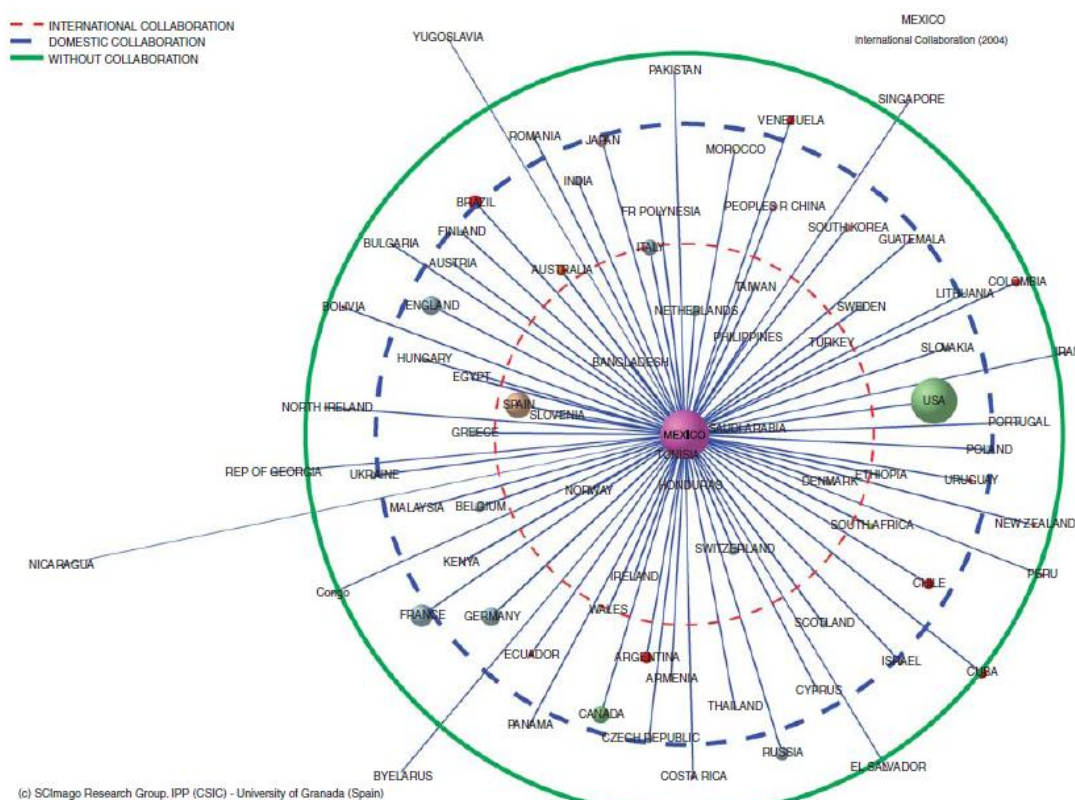 INTERNATIONAL COLLABORATION
DOMESTIC COLLABORATION
WITHOUT COLLABORATION
MEXICO
International Collaboration (2004)
YUGOSLAVIA
PAKISTAN
SINGAPORE
VENEZUELA
ROMANIA
JAPAN
MOROCCO
INDIA
BRAZIL
FR POLYNESIA
PEOPLES R CHINA
SOUTH KOREA
FINLAND
BULGARIA
ITALY
GUATEMALA
AUSTRIA
AUSTRALIA
COLOMBIA
TAIWAN
LITHUANIA
BOLIVIA
ENGLAND
NETHERLANDS
SWEDEN
PHILIPPINES
TURKEY
SLOVAKIA
IRAN
HUNGARY
BANGLADESH
EGYPT
USA
NORTH IRELAND
SPAIN
SLOVENIA
PORTUGAL
SAUDI ARABIA
GREECE
MEXICO
POLAND
TUNISIA
REP OF GEORGIA
UKRAINE
ETHIOPIA
DENMARK
URUGUAY
HONDURAS
NORWAY
MALAYSIA
BELGIUM
SOUTH AFRICA
NEW ZEALAND
SWITZERLAND
NICARAGUA
KENYA
PERU
IRELAND
CHILE
Congo
WALES
FRANCE
GERMANY
SCOTLAND
ECUADOR
ARGENTINA
ISRAEL
CUBA
ARMENIA
CYPRUS
THAILAND
CANADA
PANAMA
CZECH REPUBLIC
RUSSIA
EL SALVADOR
BYELARUS
COSTA RICA
(c) SCImago Research Group. IPP (CSIC) - University of Granada (Spain)